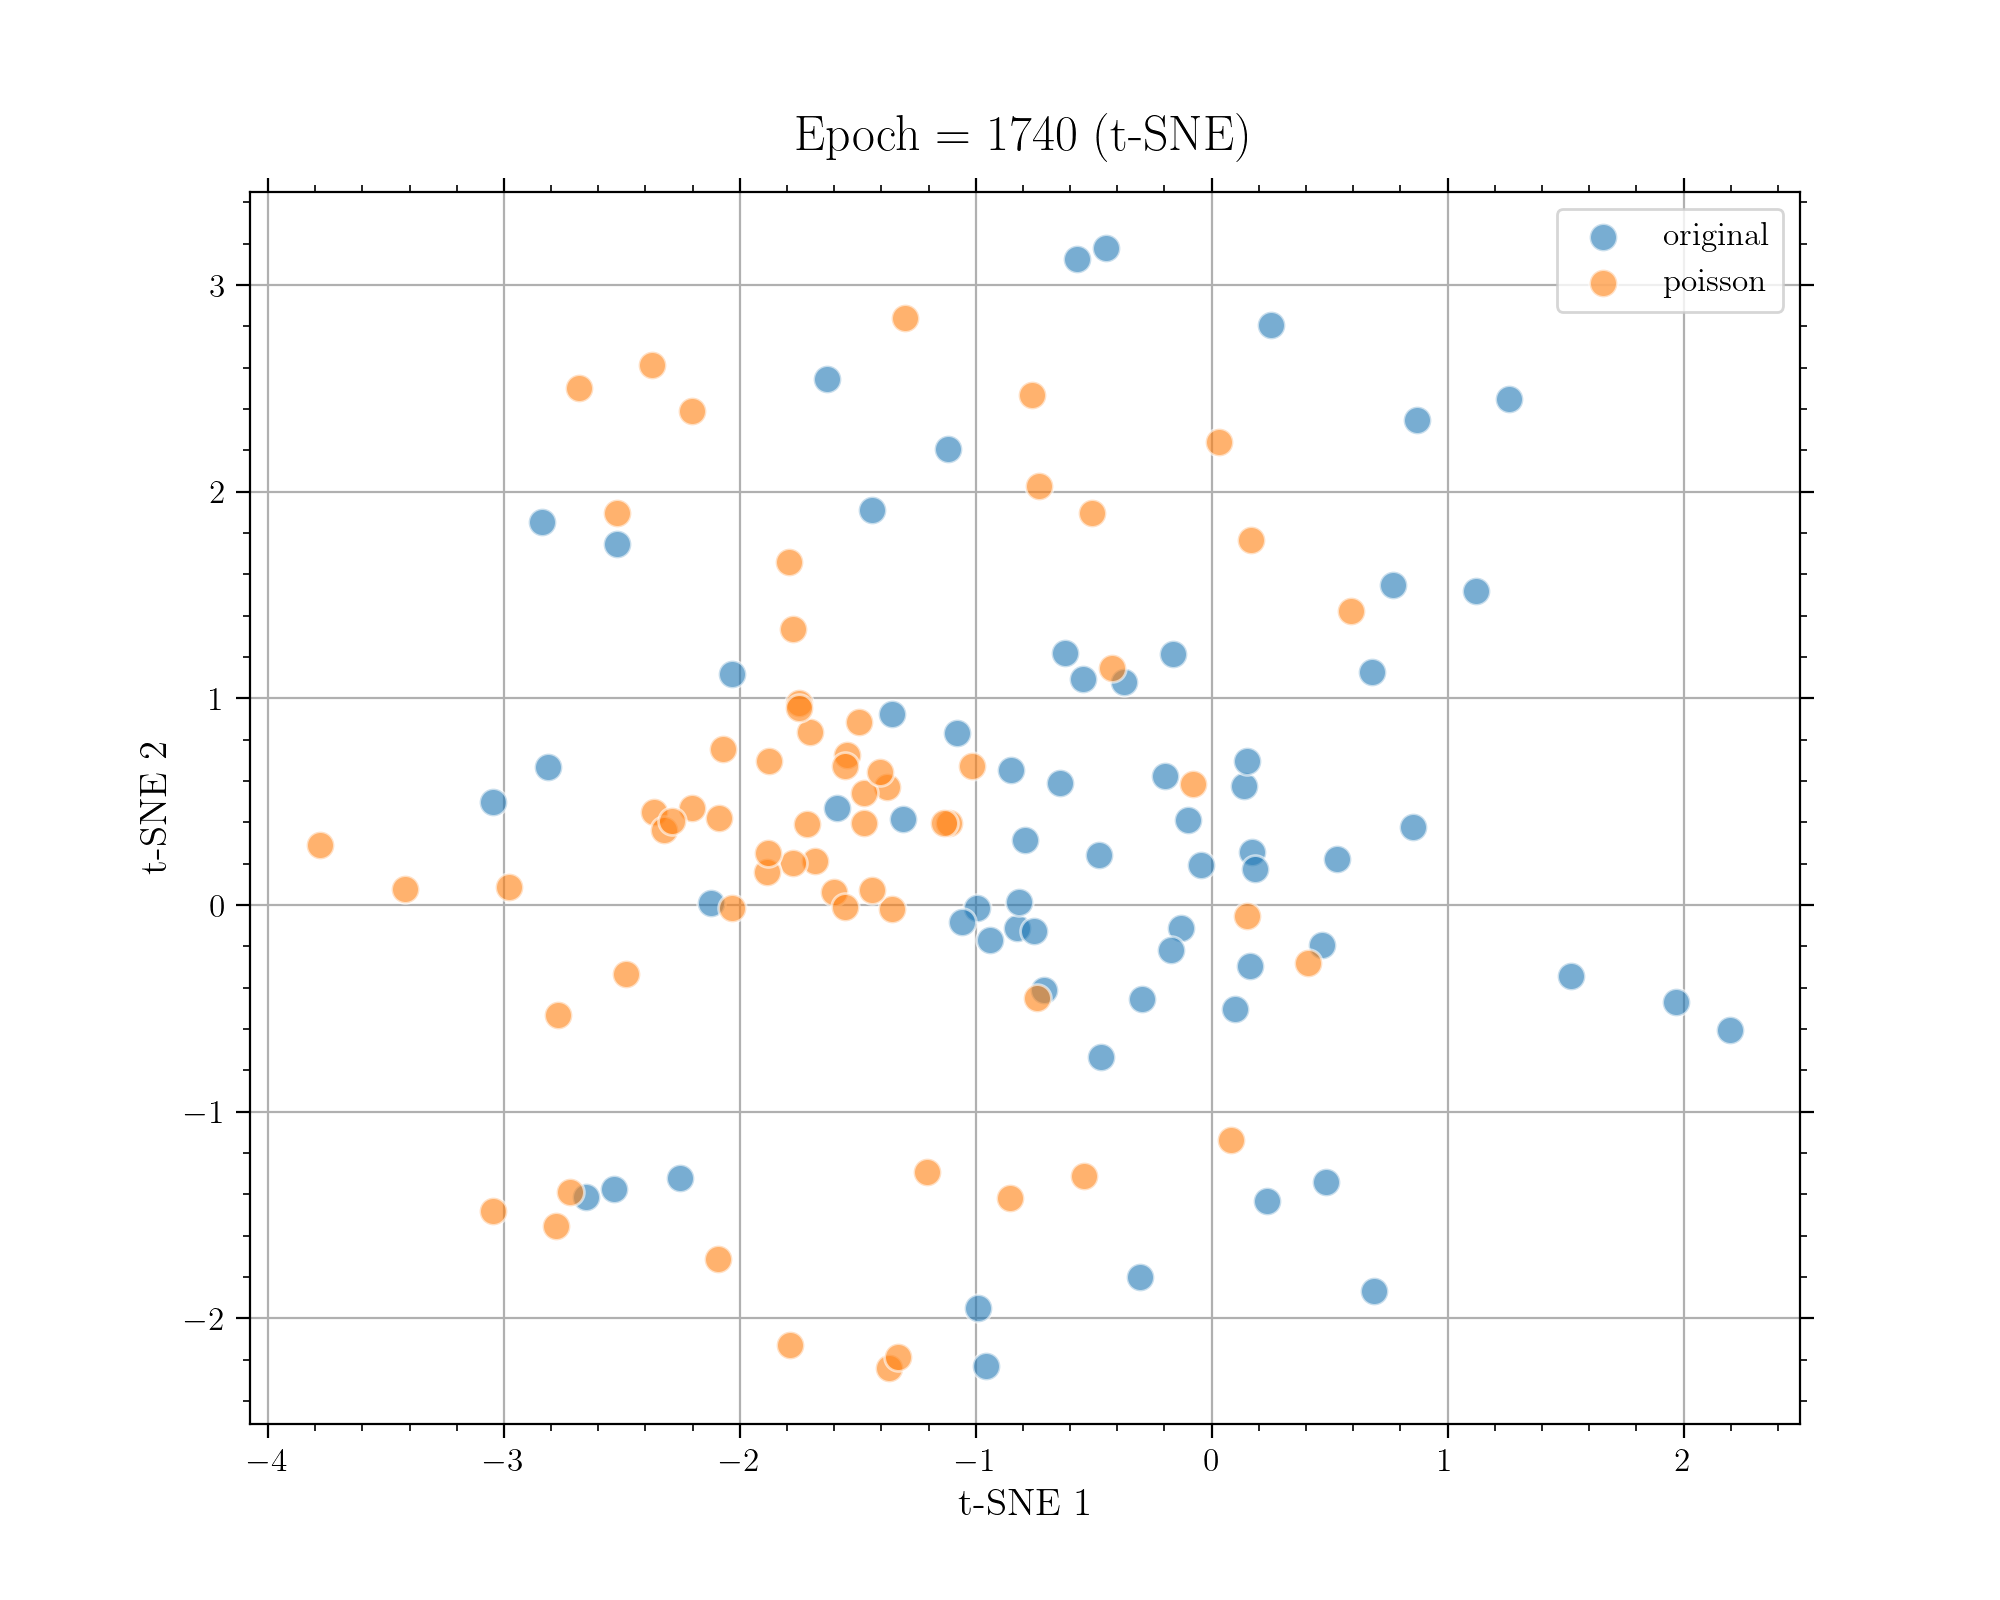 Epoch = 1740 (t-SNE)
original
poisson
3
2
1
0
−1
−2
t-SNE 2
−4
−3
−2
−1
0
1
2
t-SNE 1